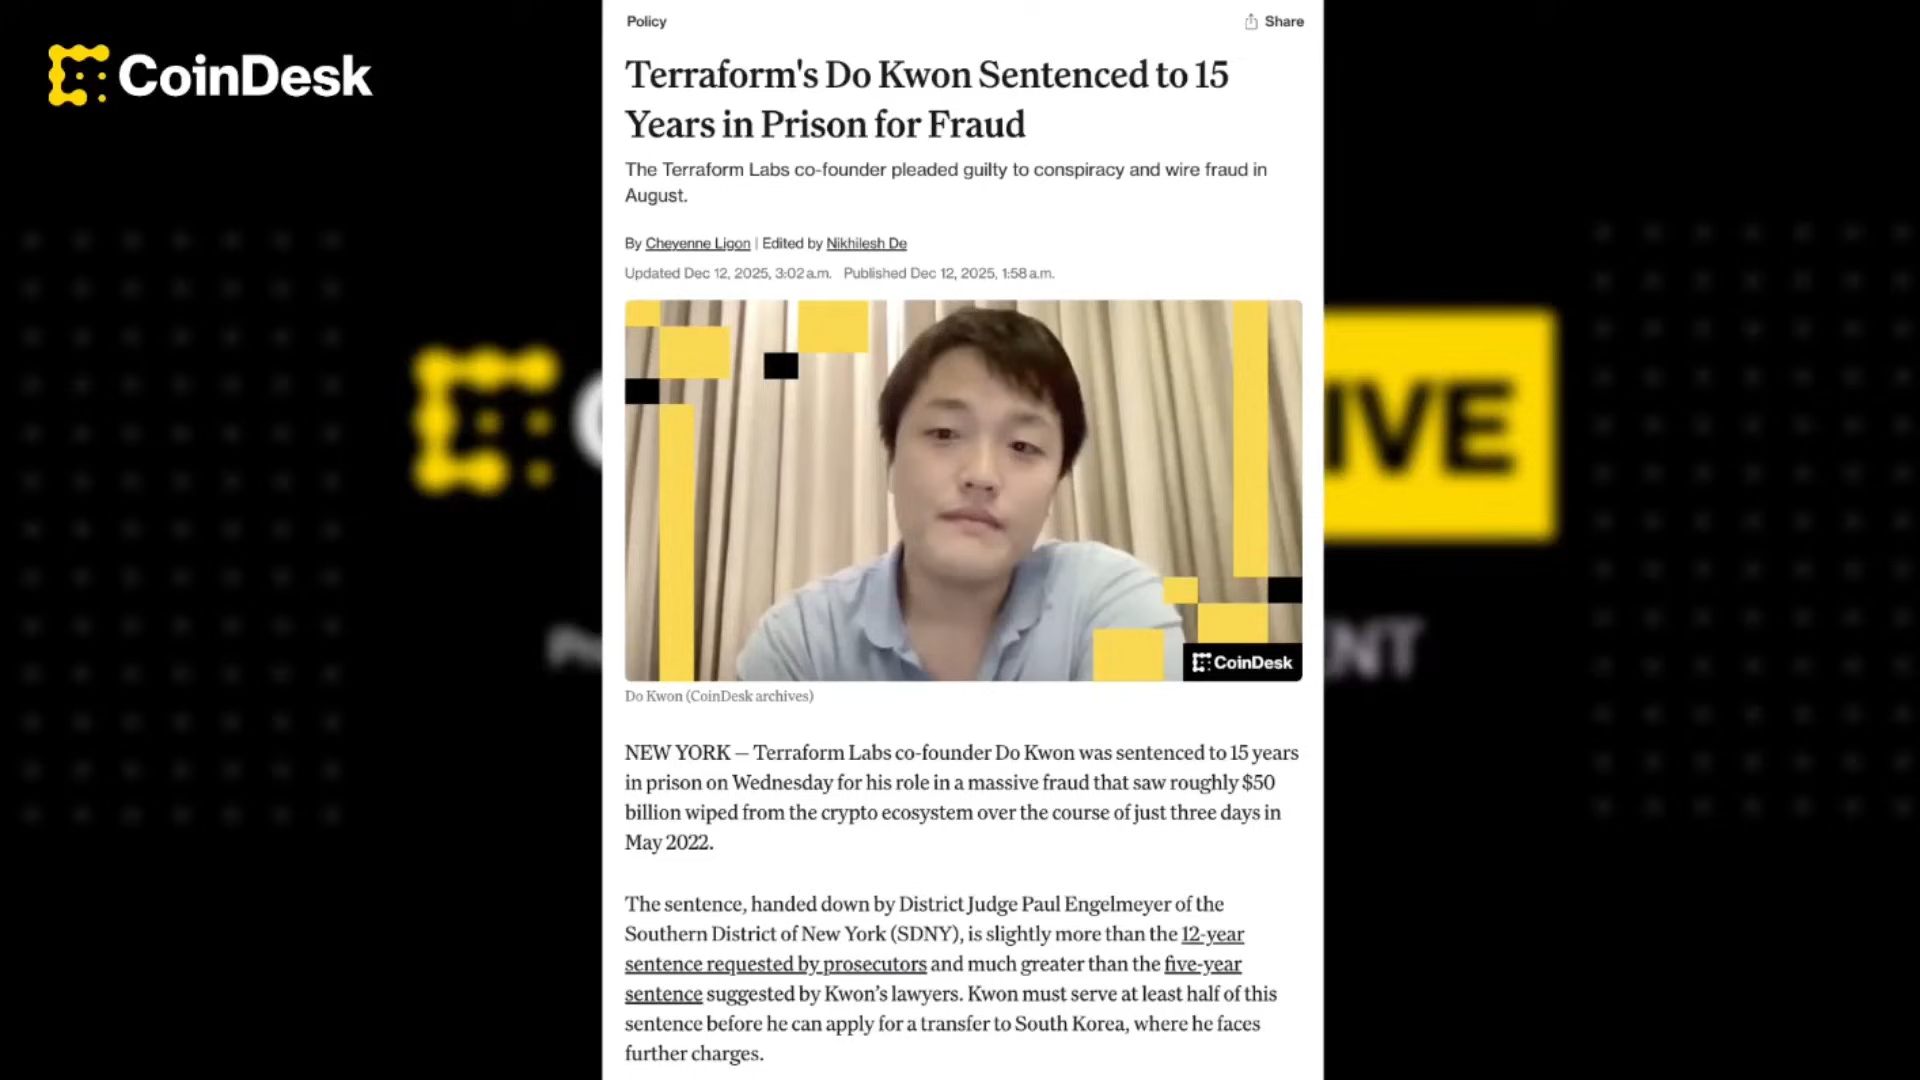 CoinDesk
Policy
Share
Terraform's Do Kwon Sentenced to 15
Years in Prison for Fraud
The Terraform Labs co-founder pleaded guilty to conspiracy and wire fraud in
August.
By Cheyenne Ligon | Edited by Nikhilesh De
Updated Dec 12, 2025, 3:02 a.m. Published Dec 12, 2025, 1:58 a.m.
IVE
NT
CoinDesk
Do Kwon (CoinDesk archives)
NEW YORK — Terraform Labs co-founder Do Kwon was sentenced to 15 years
in prison on Wednesday for his role in a massive fraud that saw roughly $50
billion wiped from the crypto ecosystem over the course of just three days in
May 2022.
The sentence, handed down by District Judge Paul Engelmeyer of the
Southern District of New York (SDNY), is slightly more than the 12-year
sentence requested by prosecutors and much greater than the five-year
sentence suggested by Kwon’s lawyers. Kwon must serve at least half of this
sentence before he can apply for a transfer to South Korea, where he faces
further charges.